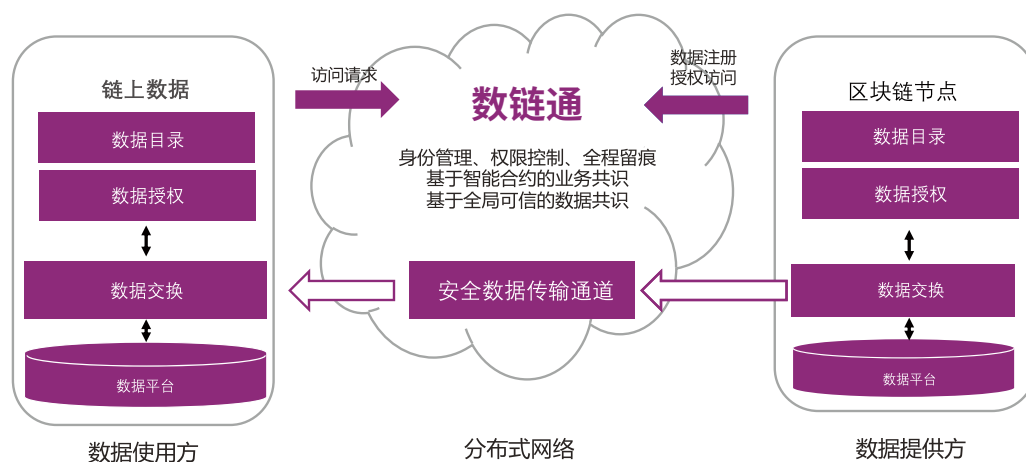 链上数据
数据目录
数据授权
数据交换
数据平台
数据使用方
访问请求
数链通
身份管理、权限控制、全程留痕
基于智能合约的业务共识
基于全局可信的数据共识
安全数据传输通道
分布式网络
数据注册
授权访问
区块链节点
数据目录
数据授权
数据交换
数据平台
数据提供方